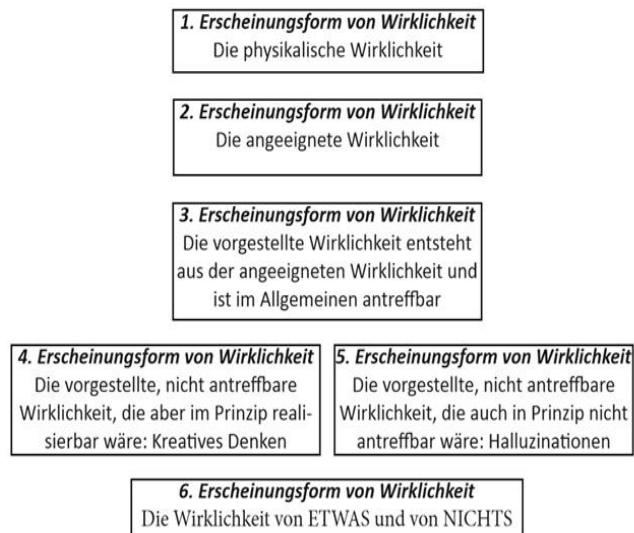 1. Erscheinungsform von Wirklichkeit
Die physikalische Wirklichkeit
2. Erscheinungsform von Wirklichkeit
Die angeeignete Wirklichkeit
3. Erscheinungsform von Wirklichkeit
Die vorgestellte Wirklichkeit entsteht
aus der angeeigneten Wirklichkeit und
ist im Allgemeinen antreffbar
4. Erscheinungsform von Wirklichkeit
Die vorgestellte, nicht antreffbare
Wirklichkeit, die aber im Prinzip reali-
sierbar wäre: Kreatives Denken
5. Erscheinungsform von Wirklichkeit
Die vorgestellte, nicht antreffbare
Wirklichkeit, die auch in Prinzip nicht
antreffbar wäre: Halluzinationen
6. Erscheinungsform von Wirklichkeit
Die Wirklichkeit von ETWAS und von NICHTS